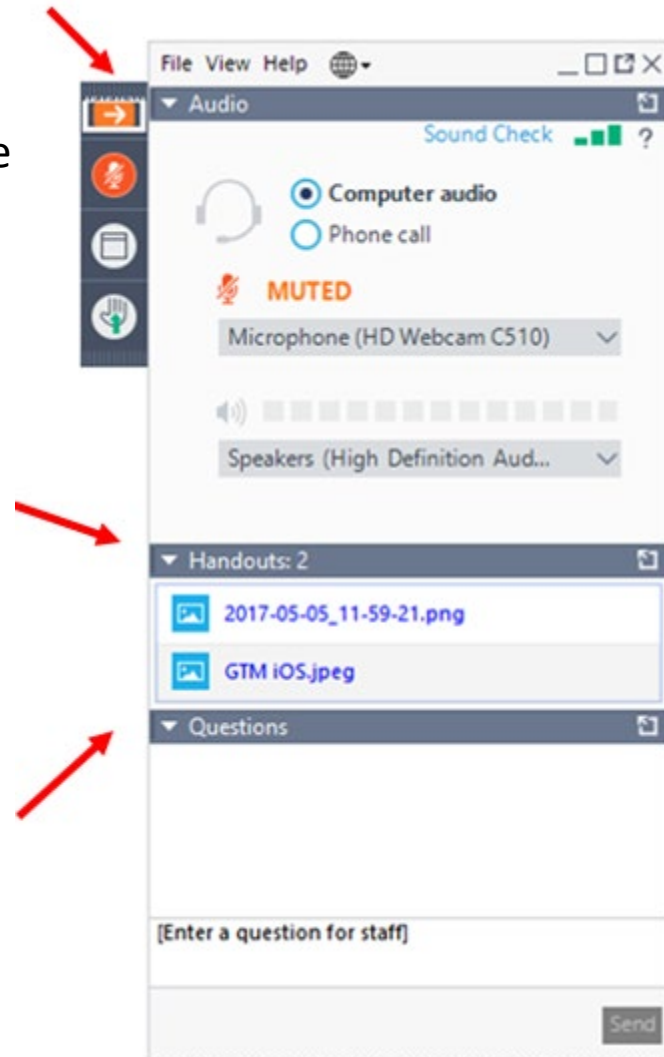 File View Help
Audio
Sound Check ?
e
Computer audio
Phone call
MUTED
Microphone (HD Webcam C510)
Speakers (High Definition Aud...
Handouts: 2
2017-05-05_11-59-21.png
GTM iOS.jpeg
Questions
[Enter a question for staff]
Send